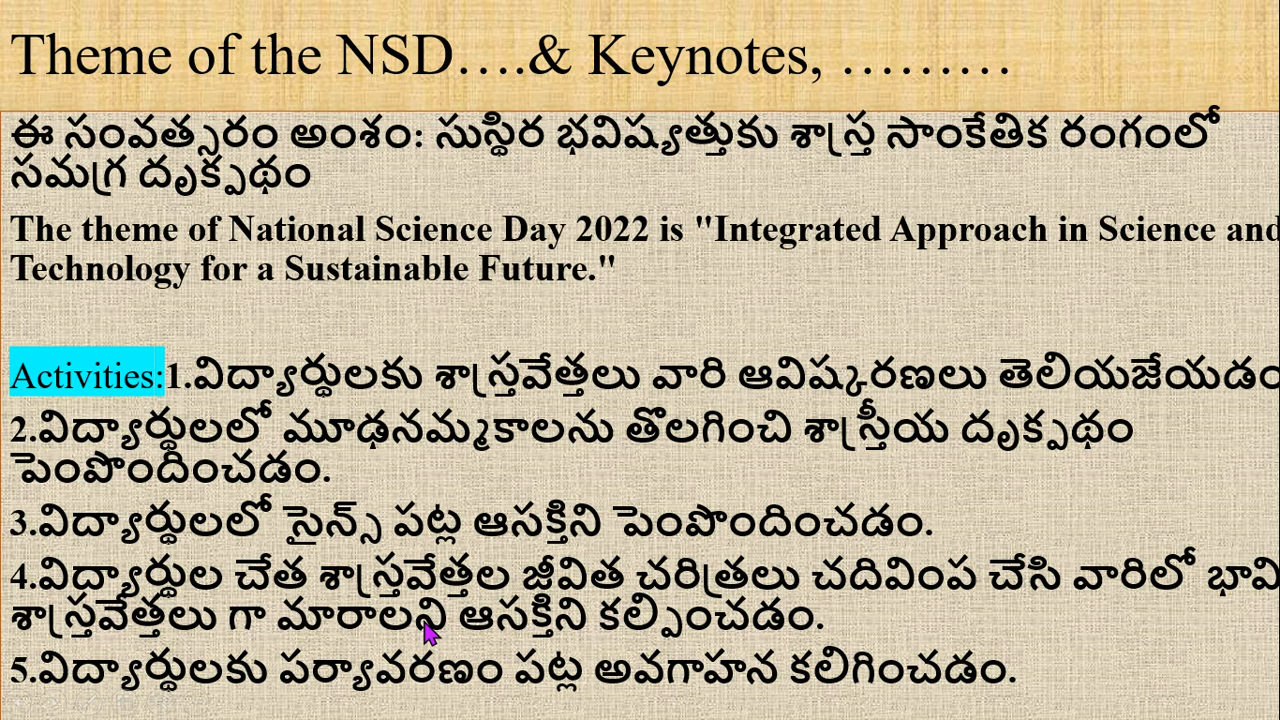 Theme of the NSD….& Keynotes, ………
ఈ సంవత్సరం అంశం: సుస్థిర భవిష్యత్తుకు శాస్త్ర సాంకేతిక రంగంలో
సమగ్ర దృక్పథం
The theme of National Science Day 2022 is "Integrated Approach in Science and
Technology for a Sustainable Future."
Activities:1.విద్యార్థులకు శాస్త్రవేత్తలు వారి ఆవిష్కరణలు తెలియజేయడం
2.విద్యార్థులలో మూఢనమ్మకాలను తొలగించి శాస్త్రీయ దృక్పథం
పెంపొందించడం.
3.విద్యార్థులలో సైన్స్ పట్ల ఆసక్తిని పెంపొందించడం.
4.విద్యార్థుల చేత శాస్త్రవేత్తల జీవిత చరిత్రలు చదివింప చేసి వారిలో భావి
శాస్త్రవేత్తలు గా మారాలని ఆసక్తిని కల్పించడం.
5.విద్యార్థులకు పర్యావరణం పట్ల అవగాహన కలిగించడం.